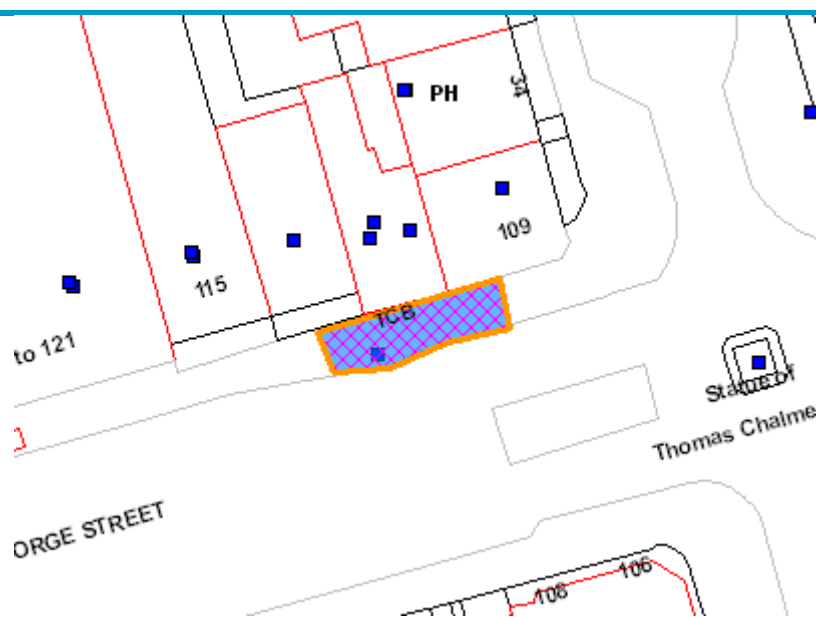 PH
34
109
115
TCB
to 121
Statue of
Thomas Chalme
ORGE STREET
106
108